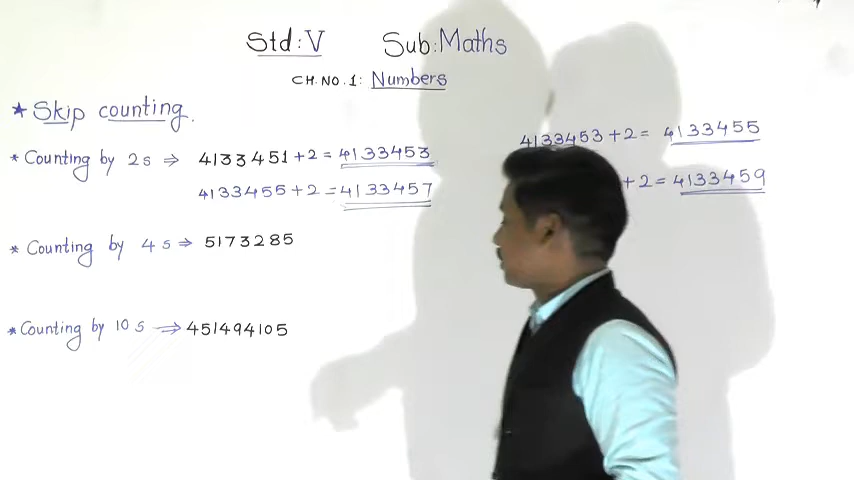 Std: V Sub: Maths
CH. NO. 1: Numbers
* Skip counting.
* Counting by 2s ⇒ 4133451 + 2 = 4133453
4133453 + 2 = 4133455
4133455 + 2 = 4133457
+ 2 = 4133459
* Counting by 4s ⇒ 5173285
* Counting by 10s ⇒ 451494105